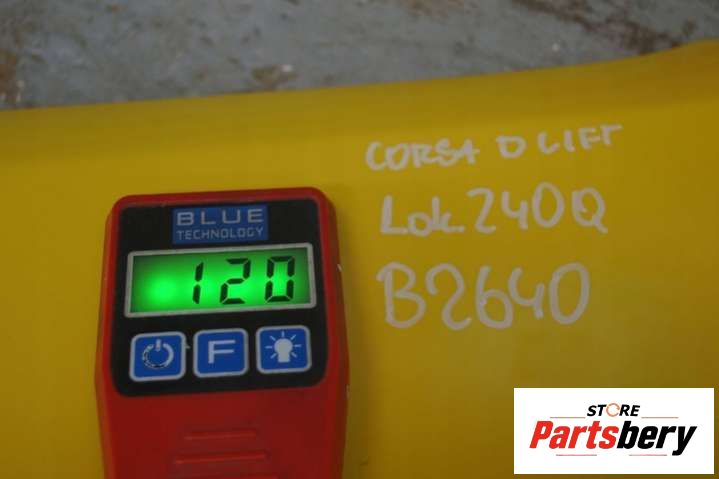 CORSA D LIFT
Lok. 240Q
B2640
BLUE
TECHNOLOGY
120
F
STORE
Partsbery